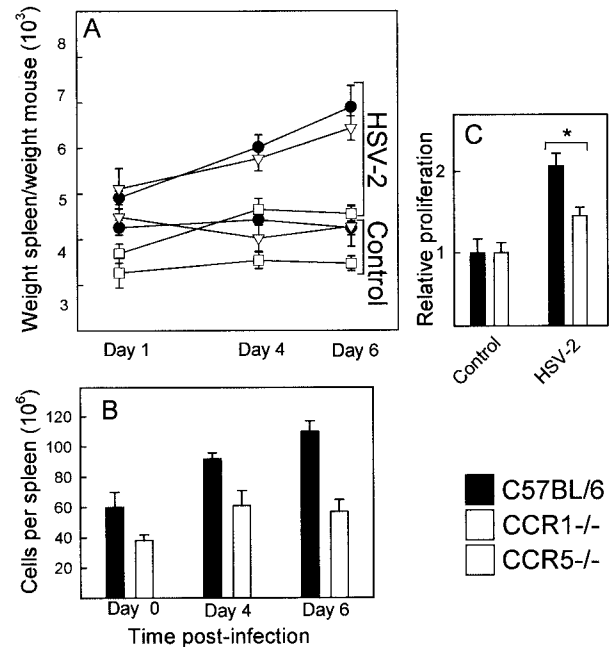 A
Weight spleen/weight mouse (10³)
8
7
6
5
4
3
HSV-2
Control
Day 1
Day 4
Day 6
C
*
Relative proliferation
2
1
Control
HSV-2
B
Cells per spleen (10⁶)
120
100
80
60
40
20
Day 0
Day 4
Day 6
Time post-infection
C57BL/6
CCR1-/-
CCR5-/-